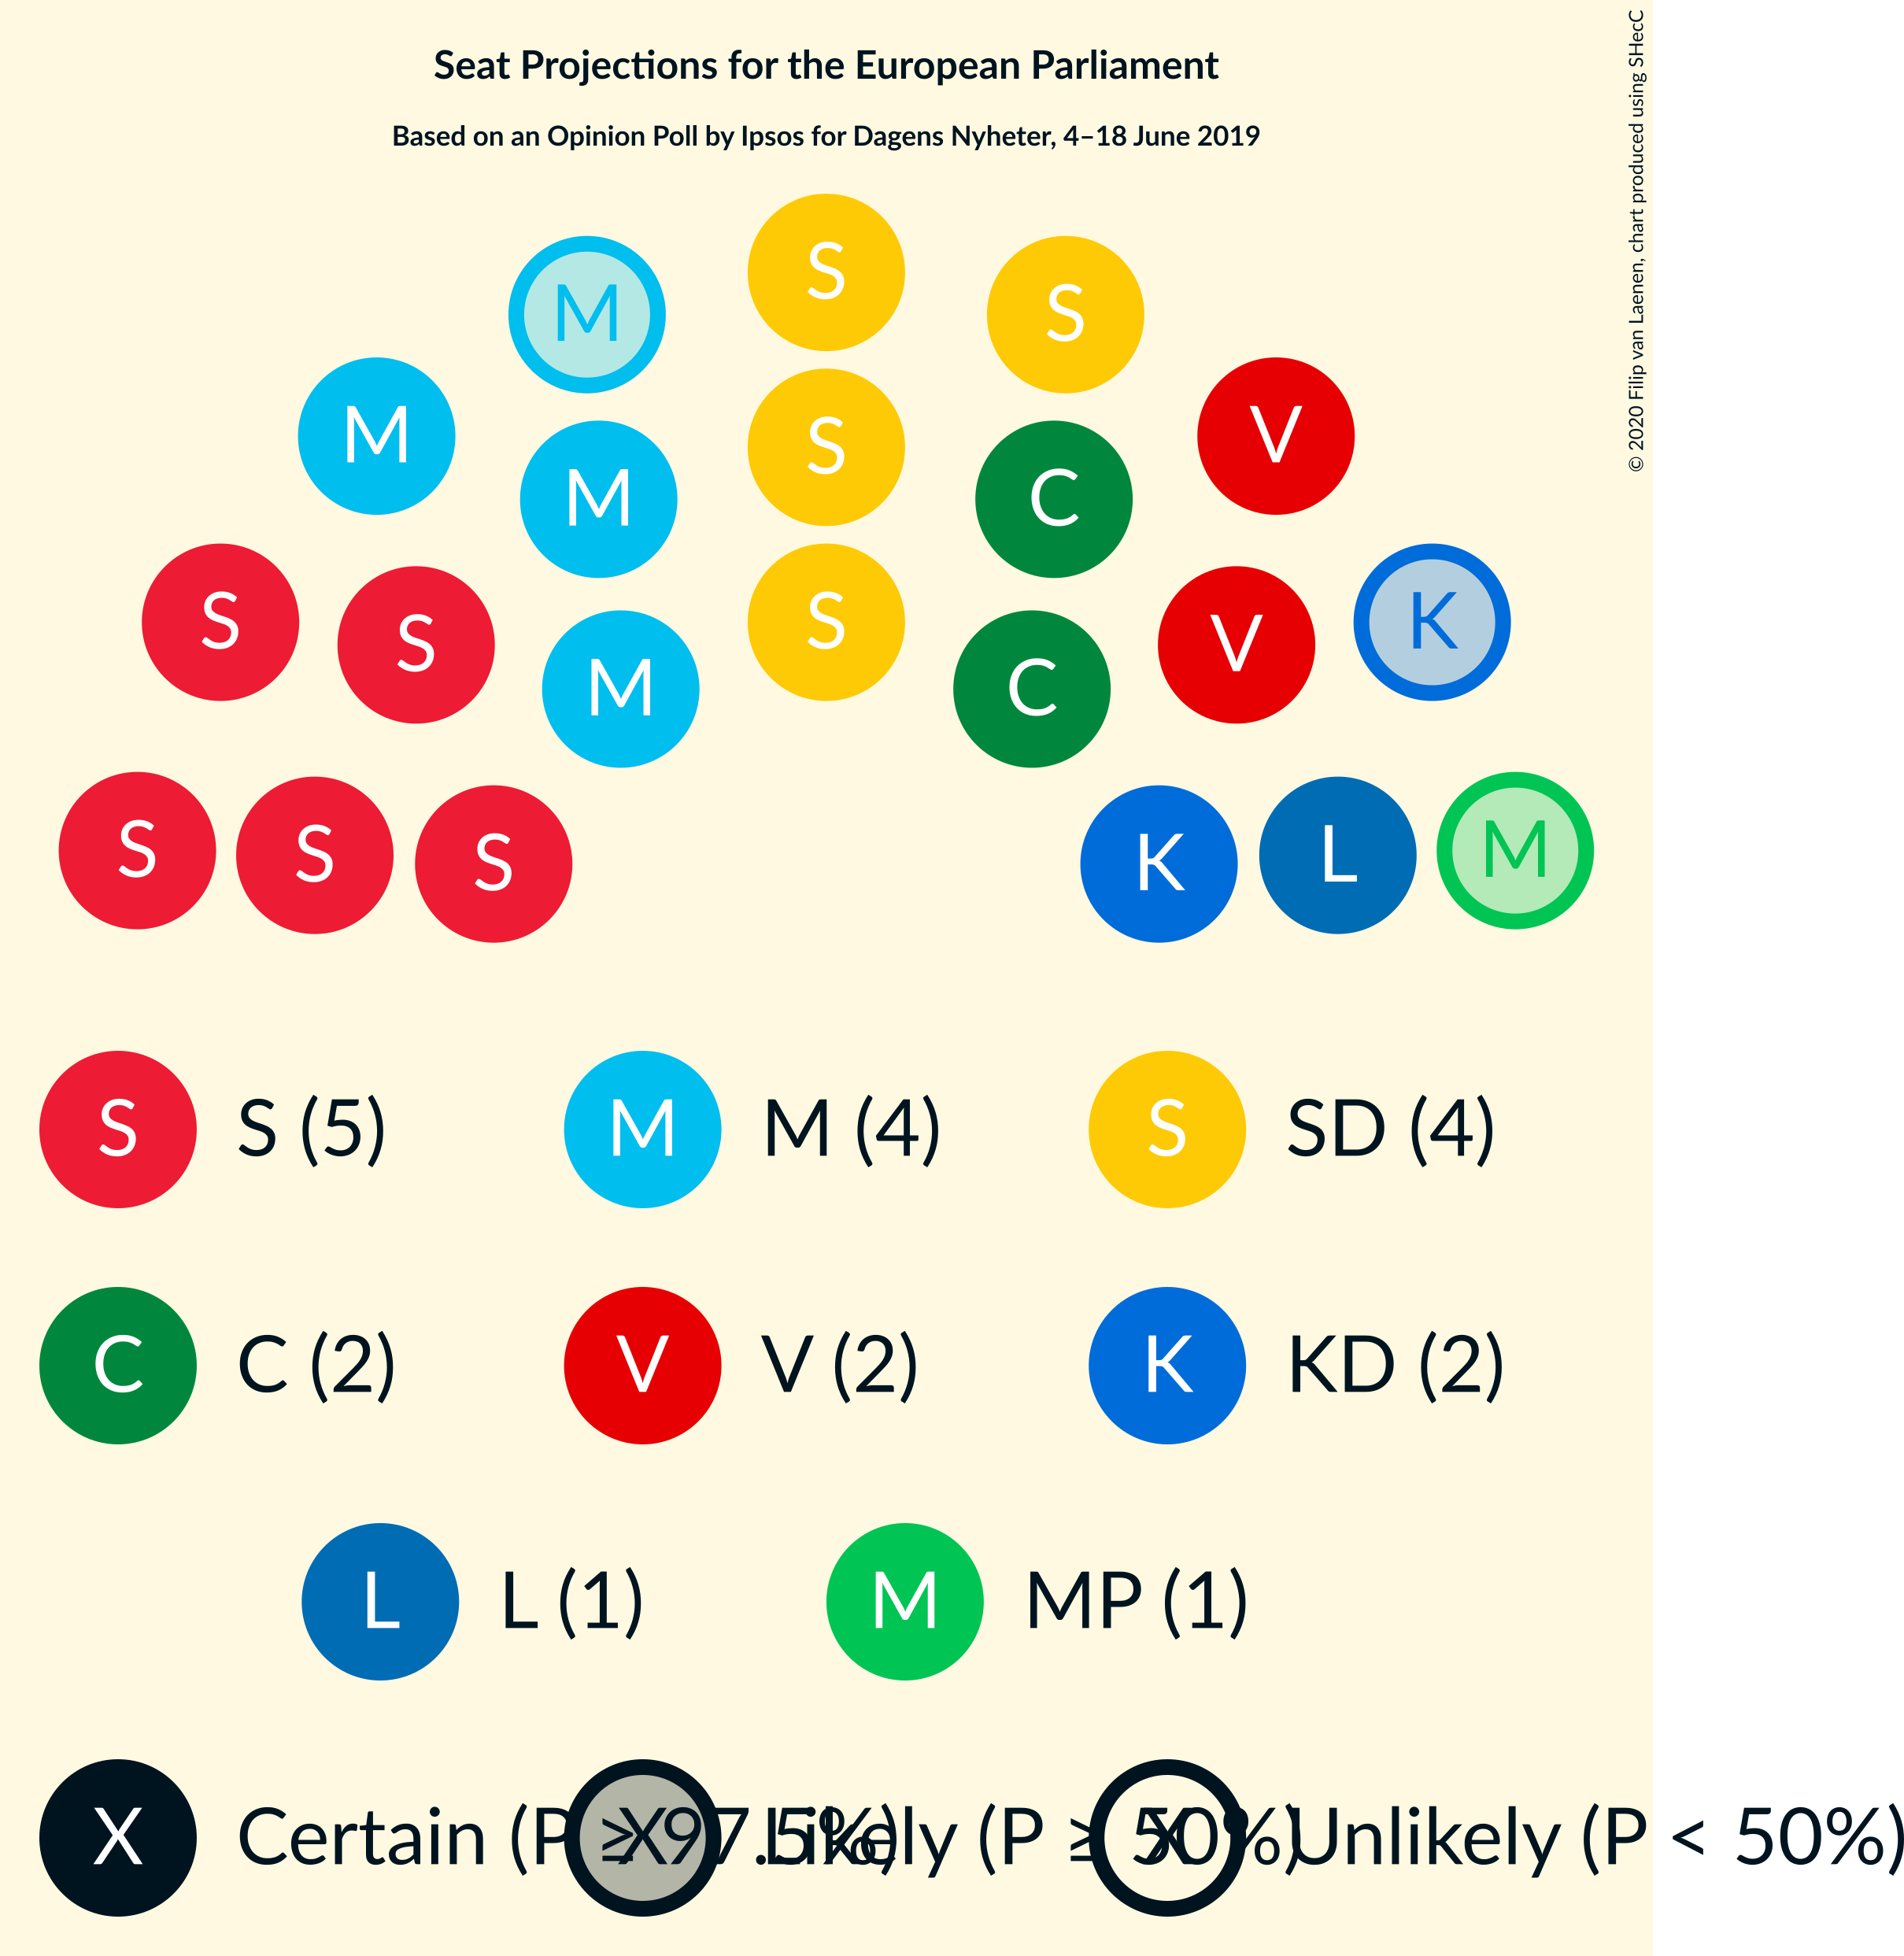 Seat Projections for the European Parliament
Based on an Opinion Poll by Ipsos for Dagens Nyheter, 4–18 June 2019
© 2020 Filip van Laenen, chart produced using SHecC
S
M S
M V
S
M C
S K
S V
S
M C
S M
S L
S K
S S (5) M M (4) S SD (4)
C C (2) V V (2) K KD (2)
L L (1) M MP (1)
X Certain (P ≥ 97.5%) X Likely (P ≥ 50%) X Unlikely (P < 50%)